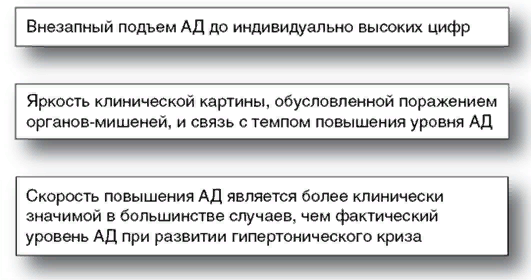 Внезапный подъем АД до индивидуально высоких цифр
Яркость клинической картины, обусловленной поражением
органов-мишеней, и связь с темпом повышения уровня АД
Скорость повышения АД является более клинически
значимой в большинстве случаев, чем фактический
уровень АД при развитии гипертонического криза